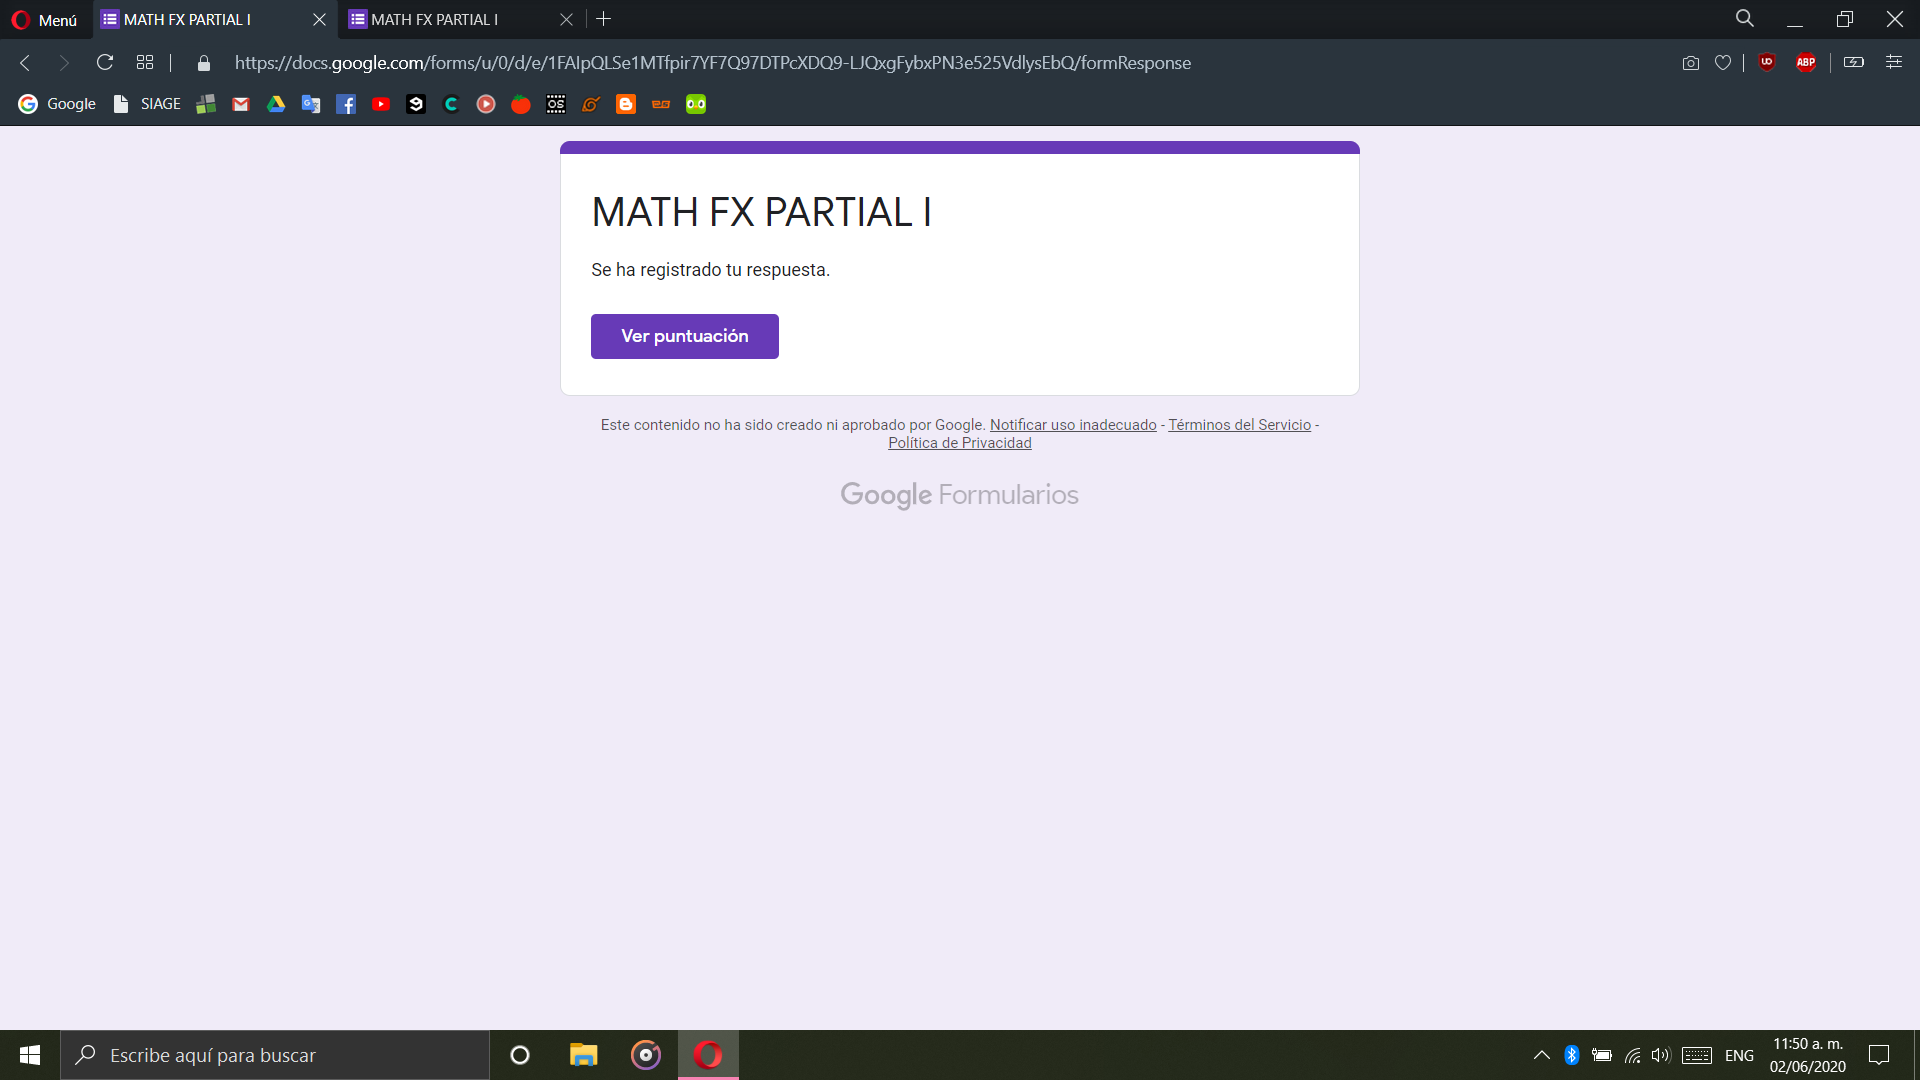 Menú
MATH FX PARTIAL I
MATH FX PARTIAL I
https://docs.google.com/forms/u/0/d/e/1FAIpQLSe1MTfpir7YF7Q97DTPcXDQ9-LJQxgFybxPN3e525VdlysEbQ/formResponse
UO
ABP
Google
SIAGE
OS
MATH FX PARTIAL I
Se ha registrado tu respuesta.
Ver puntuación
Este contenido no ha sido creado ni aprobado por Google. Notificar uso inadecuado - Términos del Servicio -
Política de Privacidad
Google Formularios
Escribe aquí para buscar
ENG
11:50 a. m.
02/06/2020